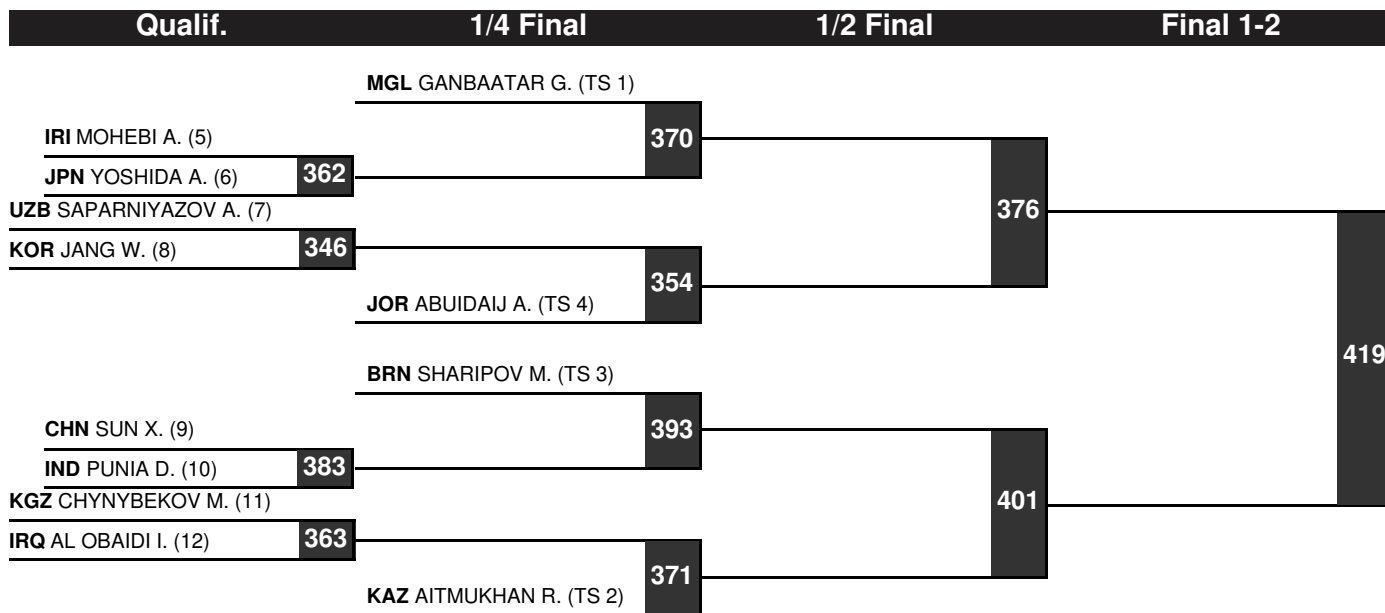 Qualif. 1/4 Final 1/2 Final Final 1-2
MGL GANBAATAR G. (TS 1)
IRI MOHEBI A. (5)
370
JPN YOSHIDA A. (6) 362
UZB SAPARNIYAZOV A. (7)
376
KOR JANG W. (8) 346
354
JOR ABUIDAIJ A. (TS 4)
419
BRN SHARIPOV M. (TS 3)
CHN SUN X. (9)
393
IND PUNIA D. (10) 383
KGZ CHYNYBEKOV M. (11)
401
IRQ AL OBAIDI I. (12) 363
371
KAZ AITMUKHAN R. (TS 2)